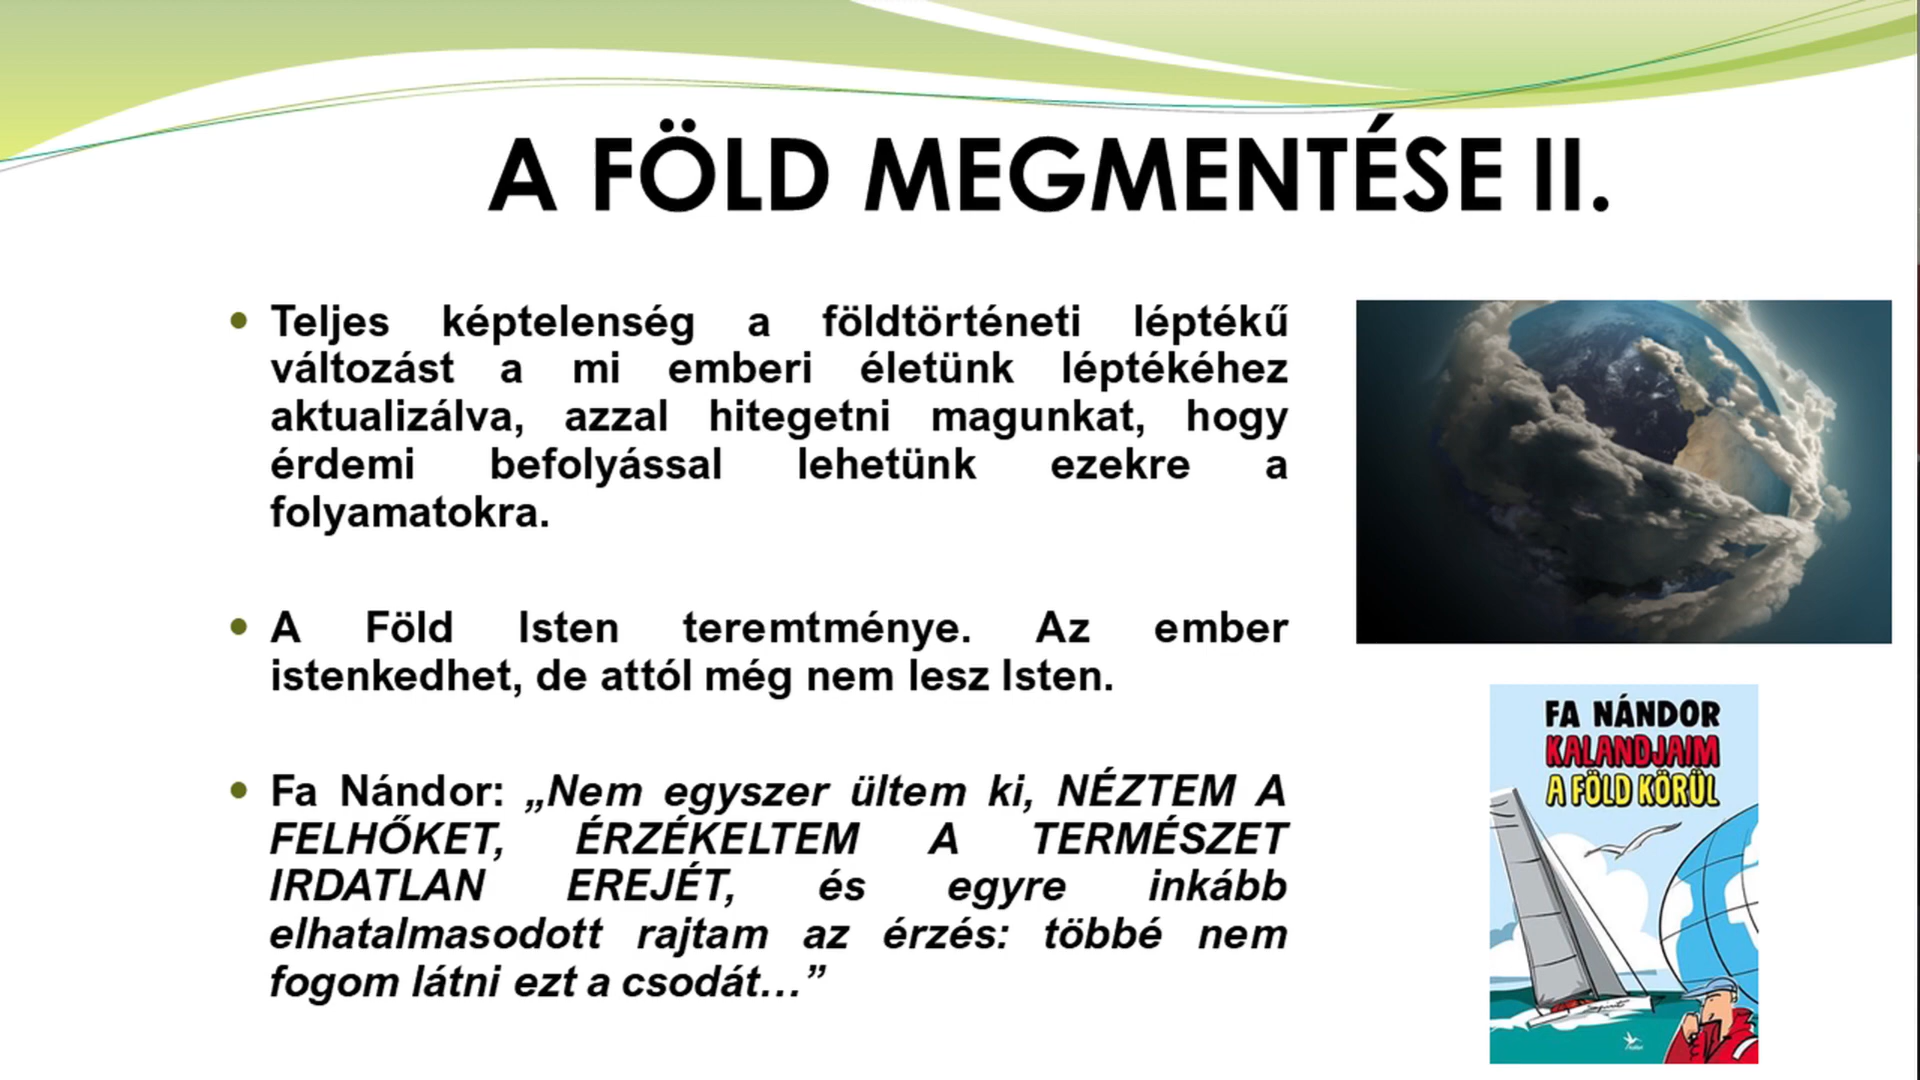 A FÖLD MEGMENTÉSE II.
• Teljes képtelenség a földtörténeti léptékű
változást a mi emberi életünk léptékéhez
aktualizálva, azzal hitegetni magunkat, hogy
érdemi befolyással lehetünk ezekre a
folyamatokra.
• A Föld Isten teremtménye. Az ember
istenkedhet, de attól még nem lesz Isten.
• Fa Nándor: „Nem egyszer ültem ki, NÉZTEM A
FELHŐKET, ÉRZÉKELTEM A TERMÉSZET
IRDATLAN EREJÉT, és egyre inkább
elhatalmasodott rajtam az érzés: többé nem
fogom látni ezt a csodát…”
FA NÁNDOR
KALANDJAIM
A FÖLD KÖRÜL
Spirit